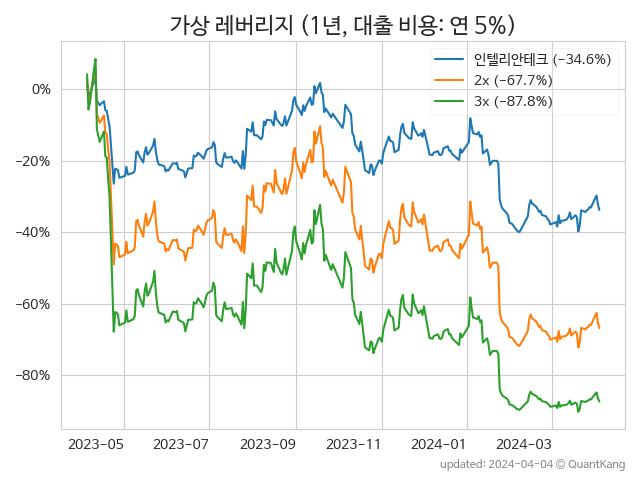 가상 레버리지 (1년, 대출 비용: 연 5%)
인텔리안테크 (−34.6%)
2x (−67.7%)
3x (−87.8%)
0%
−20%
−40%
−60%
−80%
2023−05 2023−07 2023−09 2023−11 2024−01 2024−03
updated: 2024-04-04 © QuantKang